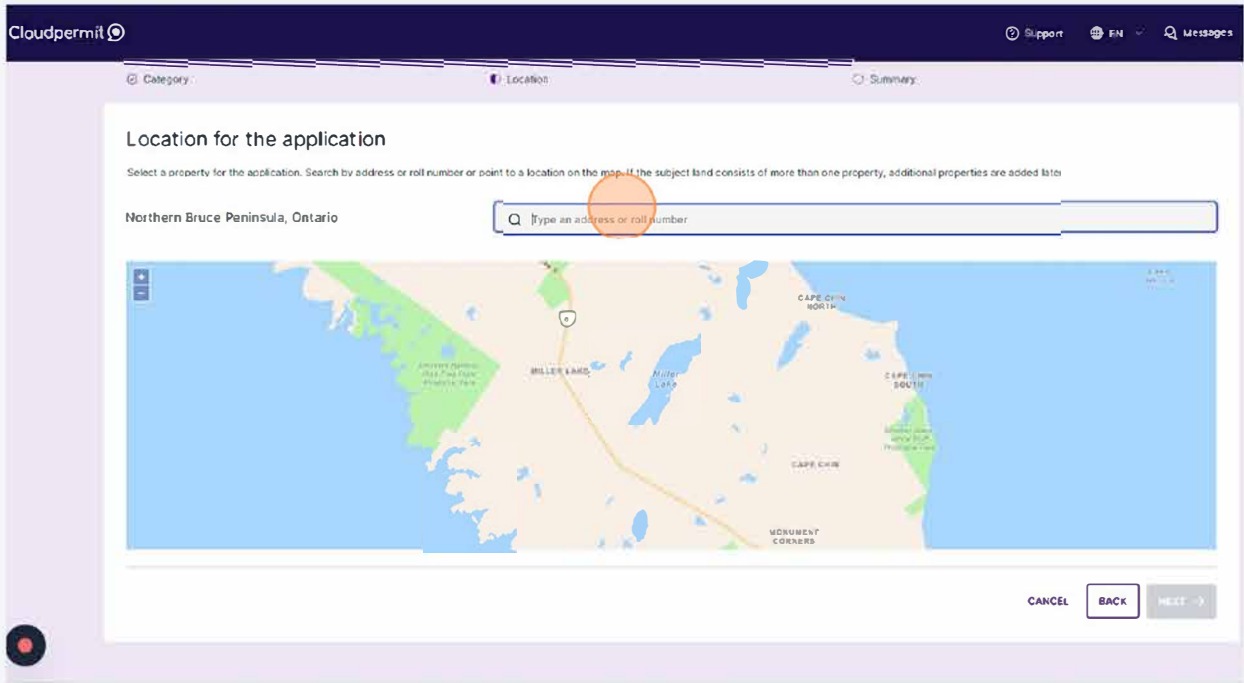 Cloudpermit
Support
EN
Messages
Category
Location
Summary
Location for the application
Select a property for the application. Search by address or roll number or point to a location on the map. If the subject land consists of more than one property, additional properties are added later
Northern Bruce Peninsula, Ontario
Type an address or roll number
+
-
CAPE CHIN
NORTH
6
MILLER LAKE
Miller
Lake
CAPE CHIN
SOUTH
CAPE CHIN
MONUMENT
CORNERS
CANCEL
BACK
NEXT